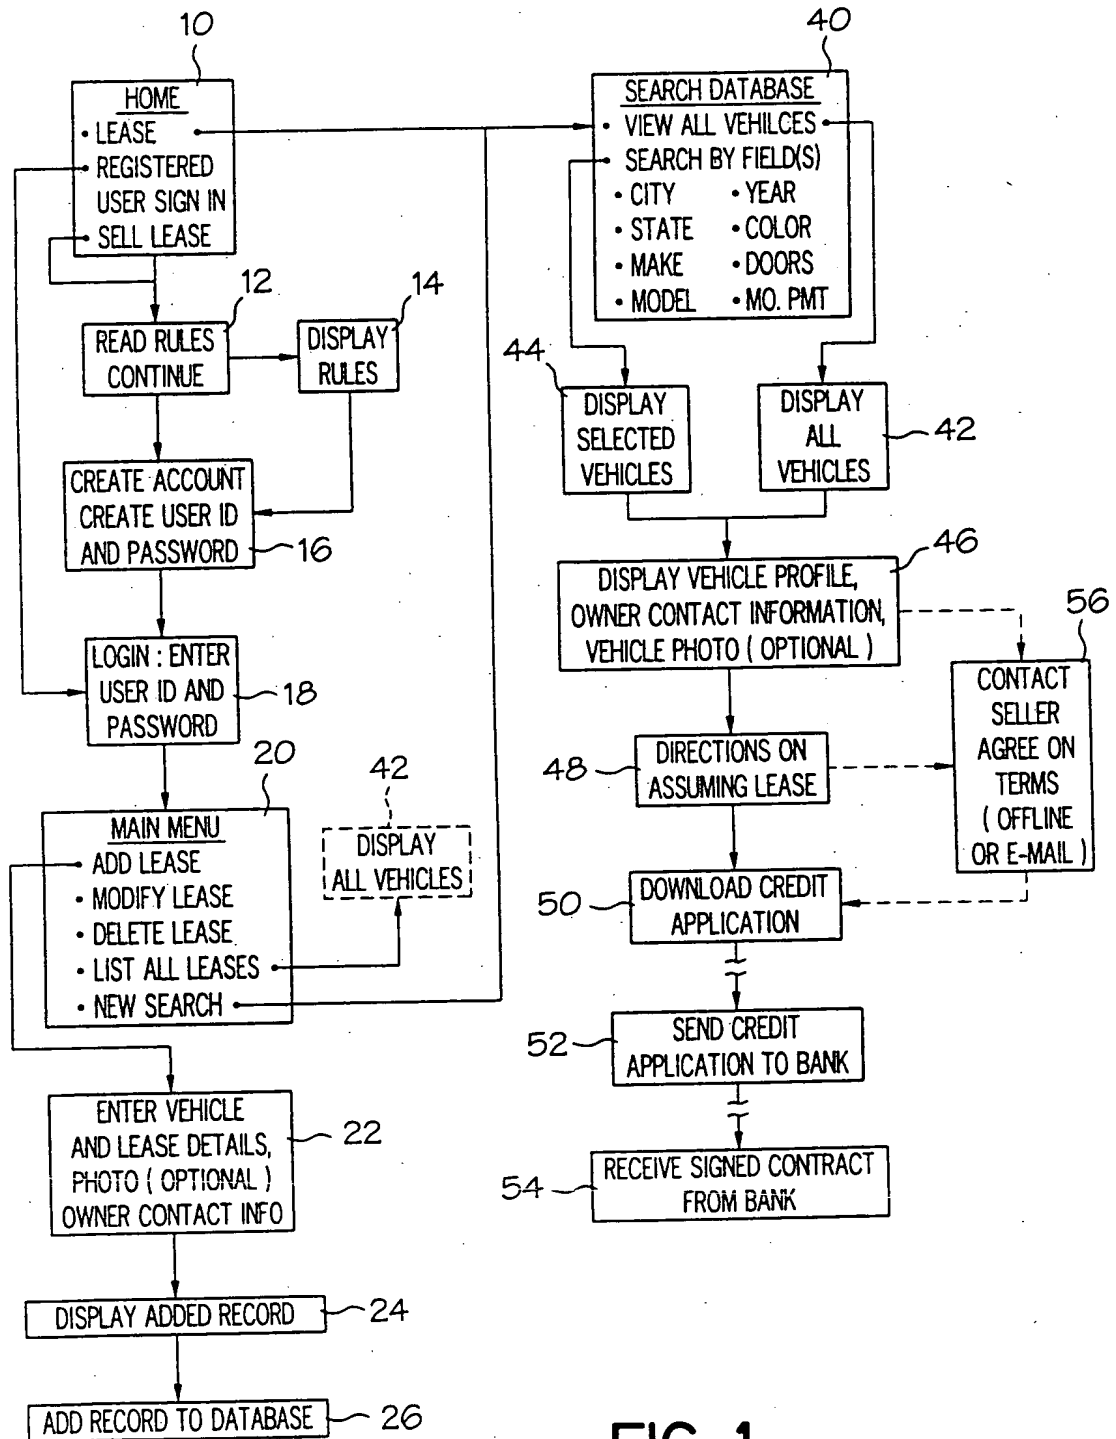 10
HOME
• LEASE
• REGISTERED
USER SIGN IN
• SELL LEASE
12
READ RULES
CONTINUE
14
DISPLAY
RULES
CREATE ACCOUNT
CREATE USER ID
AND PASSWORD
16
LOGIN : ENTER
USER ID AND
PASSWORD
18
20
MAIN MENU
• ADD LEASE
• MODIFY LEASE
• DELETE LEASE
• LIST ALL LEASES
• NEW SEARCH
42
DISPLAY
ALL VEHICLES
ENTER VEHICLE
AND LEASE DETAILS,
PHOTO ( OPTIONAL )
OWNER CONTACT INFO
22
DISPLAY ADDED RECORD
24
ADD RECORD TO DATABASE
26
40
SEARCH DATABASE
• VIEW ALL VEHILCES
• SEARCH BY FIELD(S)
• CITY • YEAR
• STATE • COLOR
• MAKE • DOORS
• MODEL • MO. PMT
44
DISPLAY
SELECTED
VEHICLES
DISPLAY
ALL
VEHICLES
42
46
DISPLAY VEHICLE PROFILE,
OWNER CONTACT INFORMATION,
VEHICLE PHOTO ( OPTIONAL )
56
CONTACT
SELLER
AGREE ON
TERMS
( OFFLINE
OR E-MAIL )
48
DIRECTIONS ON
ASSUMING LEASE
50
DOWNLOAD CREDIT
APPLICATION
52
SEND CREDIT
APPLICATION TO BANK
54
RECEIVE SIGNED CONTRACT
FROM BANK
FIG. 1